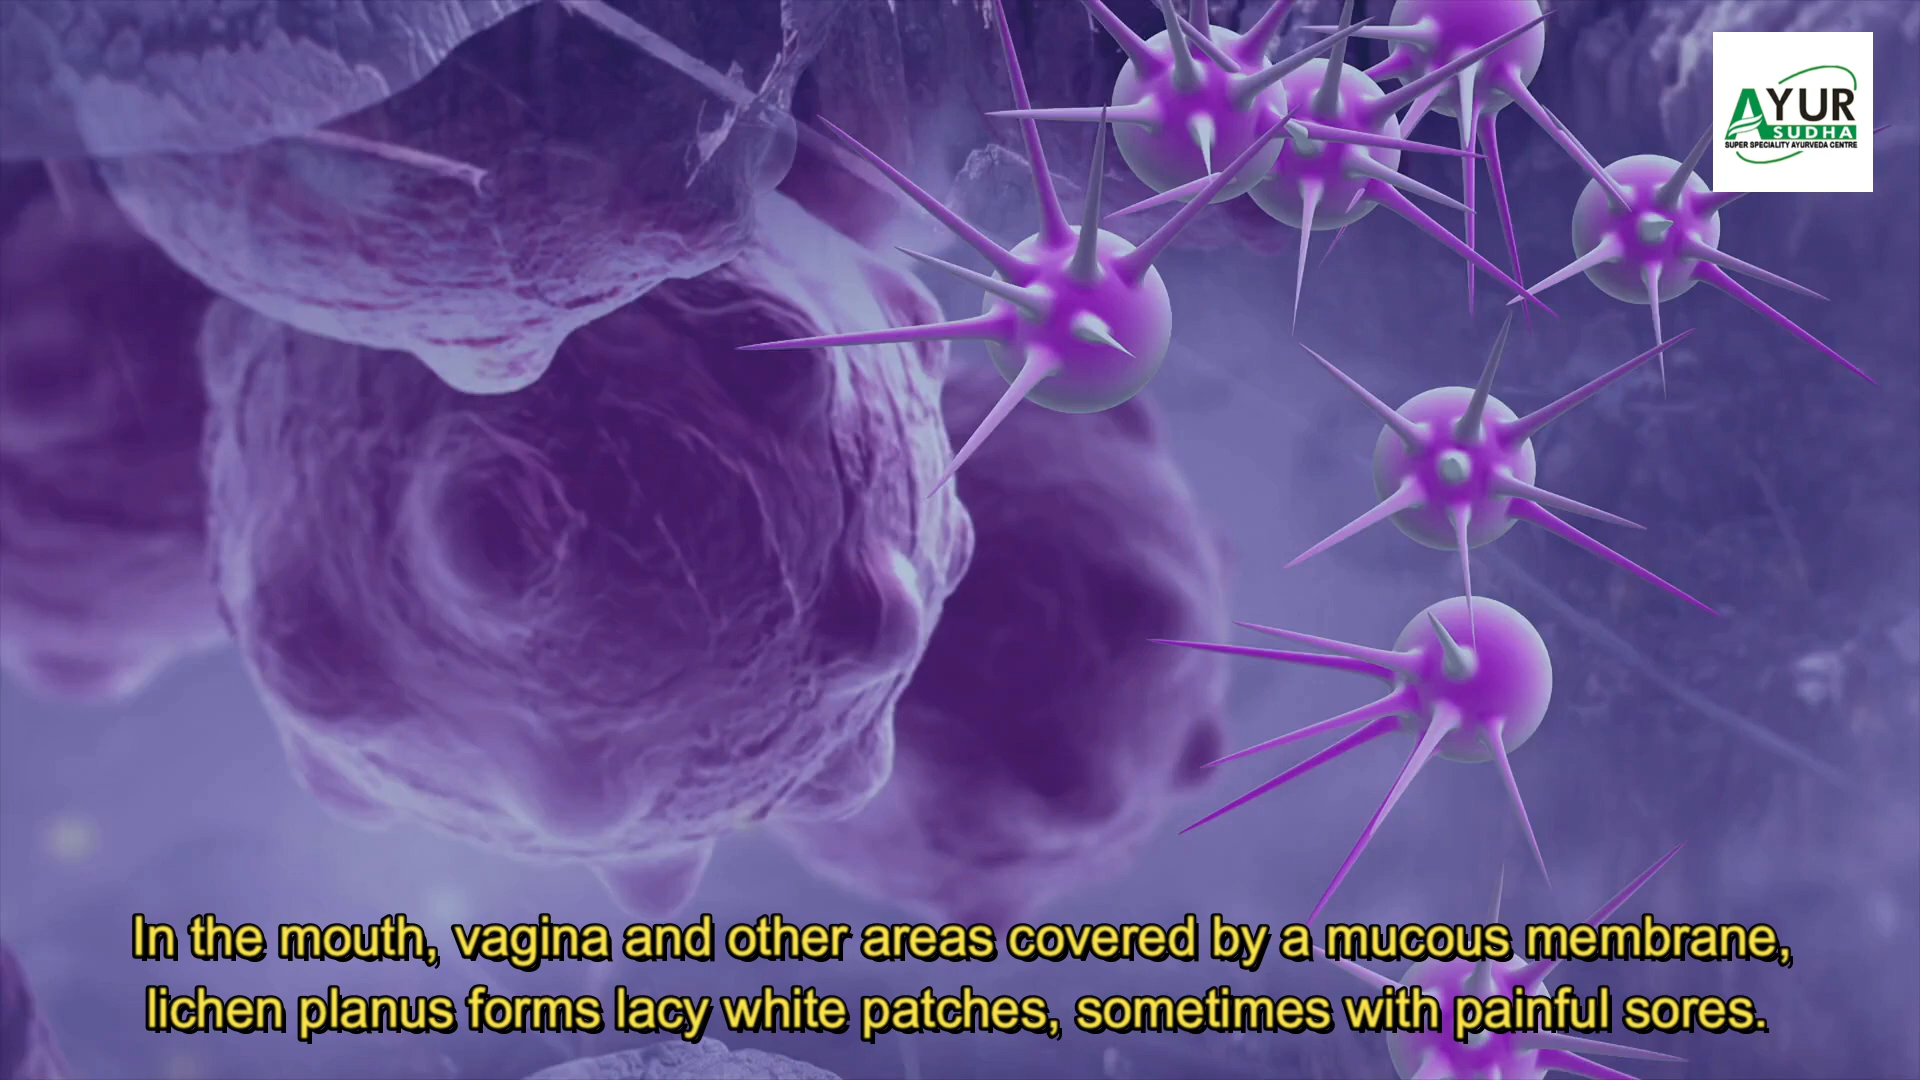 AYUR
SUDHA
SUPER SPECIALITY AYURVEDA CENTRE
In the mouth, vagina and other areas covered by a mucous membrane,
lichen planus forms lacy white patches, sometimes with painful sores.